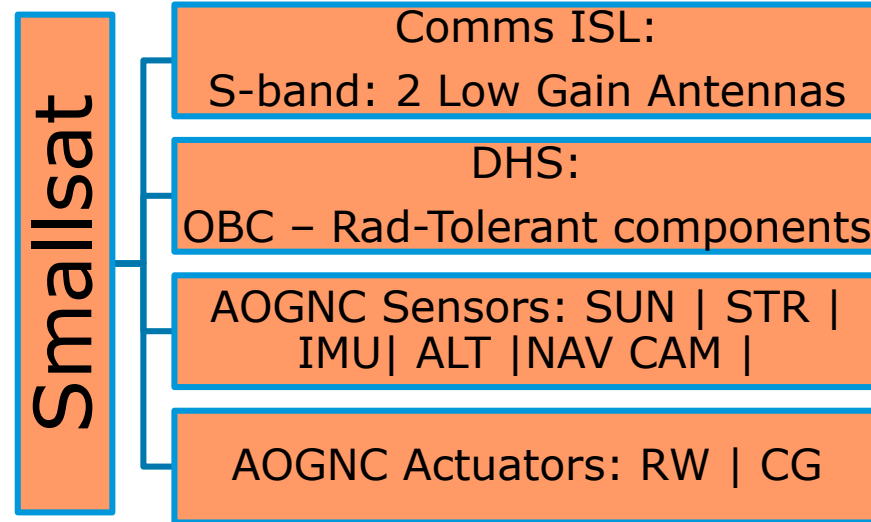 Smallsat
Comms ISL:
S-band: 2 Low Gain Antennas
DHS:
OBC – Rad-Tolerant components
AOGNC Sensors: SUN | STR |
IMU| ALT |NAV CAM |
AOGNC Actuators: RW | CG